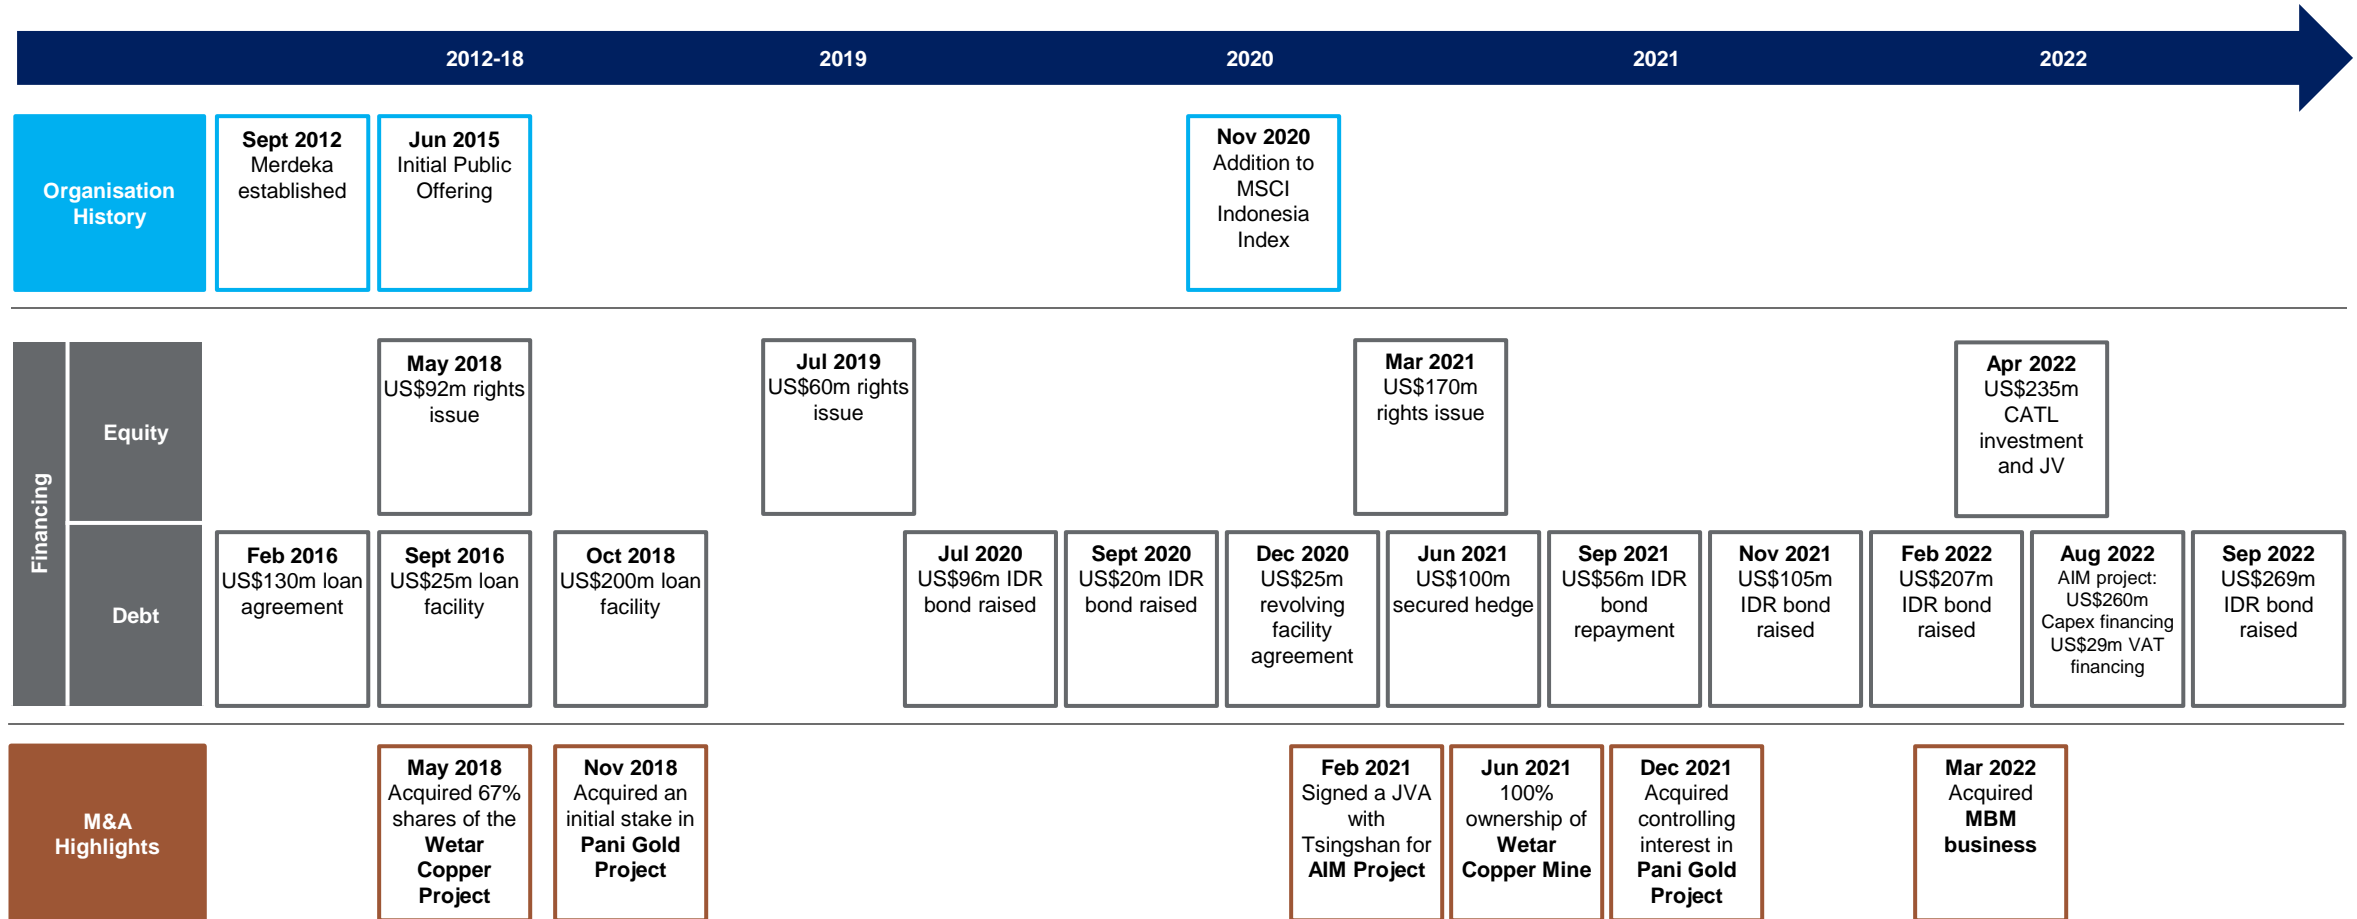 2012-18
2019
2020
2021
2022
Organisation
History
Sept 2012
Merdeka
established
Jun 2015
Initial Public
Offering
Nov 2020
Addition to
MSCI
Indonesia
Index
Financing
Equity
May 2018
US$92m rights
issue
Jul 2019
US$60m rights
issue
Mar 2021
US$170m
rights issue
Apr 2022
US$235m
CATL
investment
and JV
Debt
Feb 2016
US$130m loan
agreement
Sept 2016
US$25m loan
facility
Oct 2018
US$200m loan
facility
Jul 2020
US$96m IDR
bond raised
Sept 2020
US$20m IDR
bond raised
Dec 2020
US$25m
revolving
facility
agreement
Jun 2021
US$100m
secured hedge
Sep 2021
US$56m IDR
bond
repayment
Nov 2021
US$105m
IDR bond
raised
Feb 2022
US$207m
IDR bond
raised
Aug 2022
AIM project:
US$260m
Capex financing
US$29m VAT
financing
Sep 2022
US$269m
IDR bond
raised
M&A
Highlights
May 2018
Acquired 67%
shares of the
Wetar
Copper
Project
Nov 2018
Acquired an
initial stake in
Pani Gold
Project
Feb 2021
Signed a JVA
with
Tsingshan for
AIM Project
Jun 2021
100%
ownership of
Wetar
Copper Mine
Dec 2021
Acquired
controlling
interest in
Pani Gold
Project
Mar 2022
Acquired
MBM
business